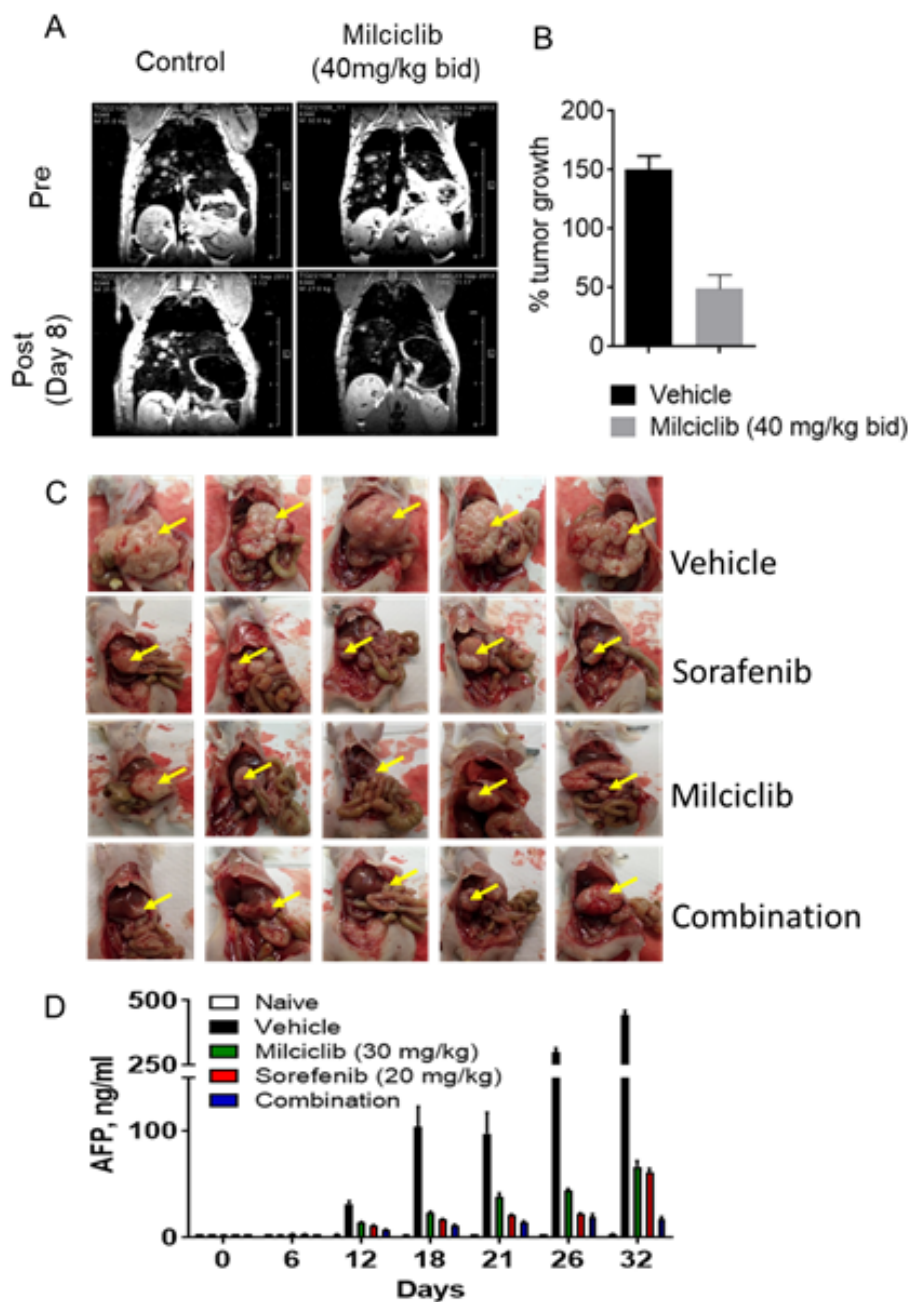 A
Control
Milciclib
(40mg/kg bid)
Pre
Post
(Day 8)
B
% tumor growth
200
150
100
50
0
Vehicle
Milciclib (40 mg/kg bid)
C
Vehicle
Sorafenib
Milciclib
Combination
D
AFP, ng/ml
500
250
100
0
Naive
Vehicle
Milciclib (30 mg/kg)
Sorefenib (20 mg/kg)
Combination
0 6 12 18 21 26 32
Days